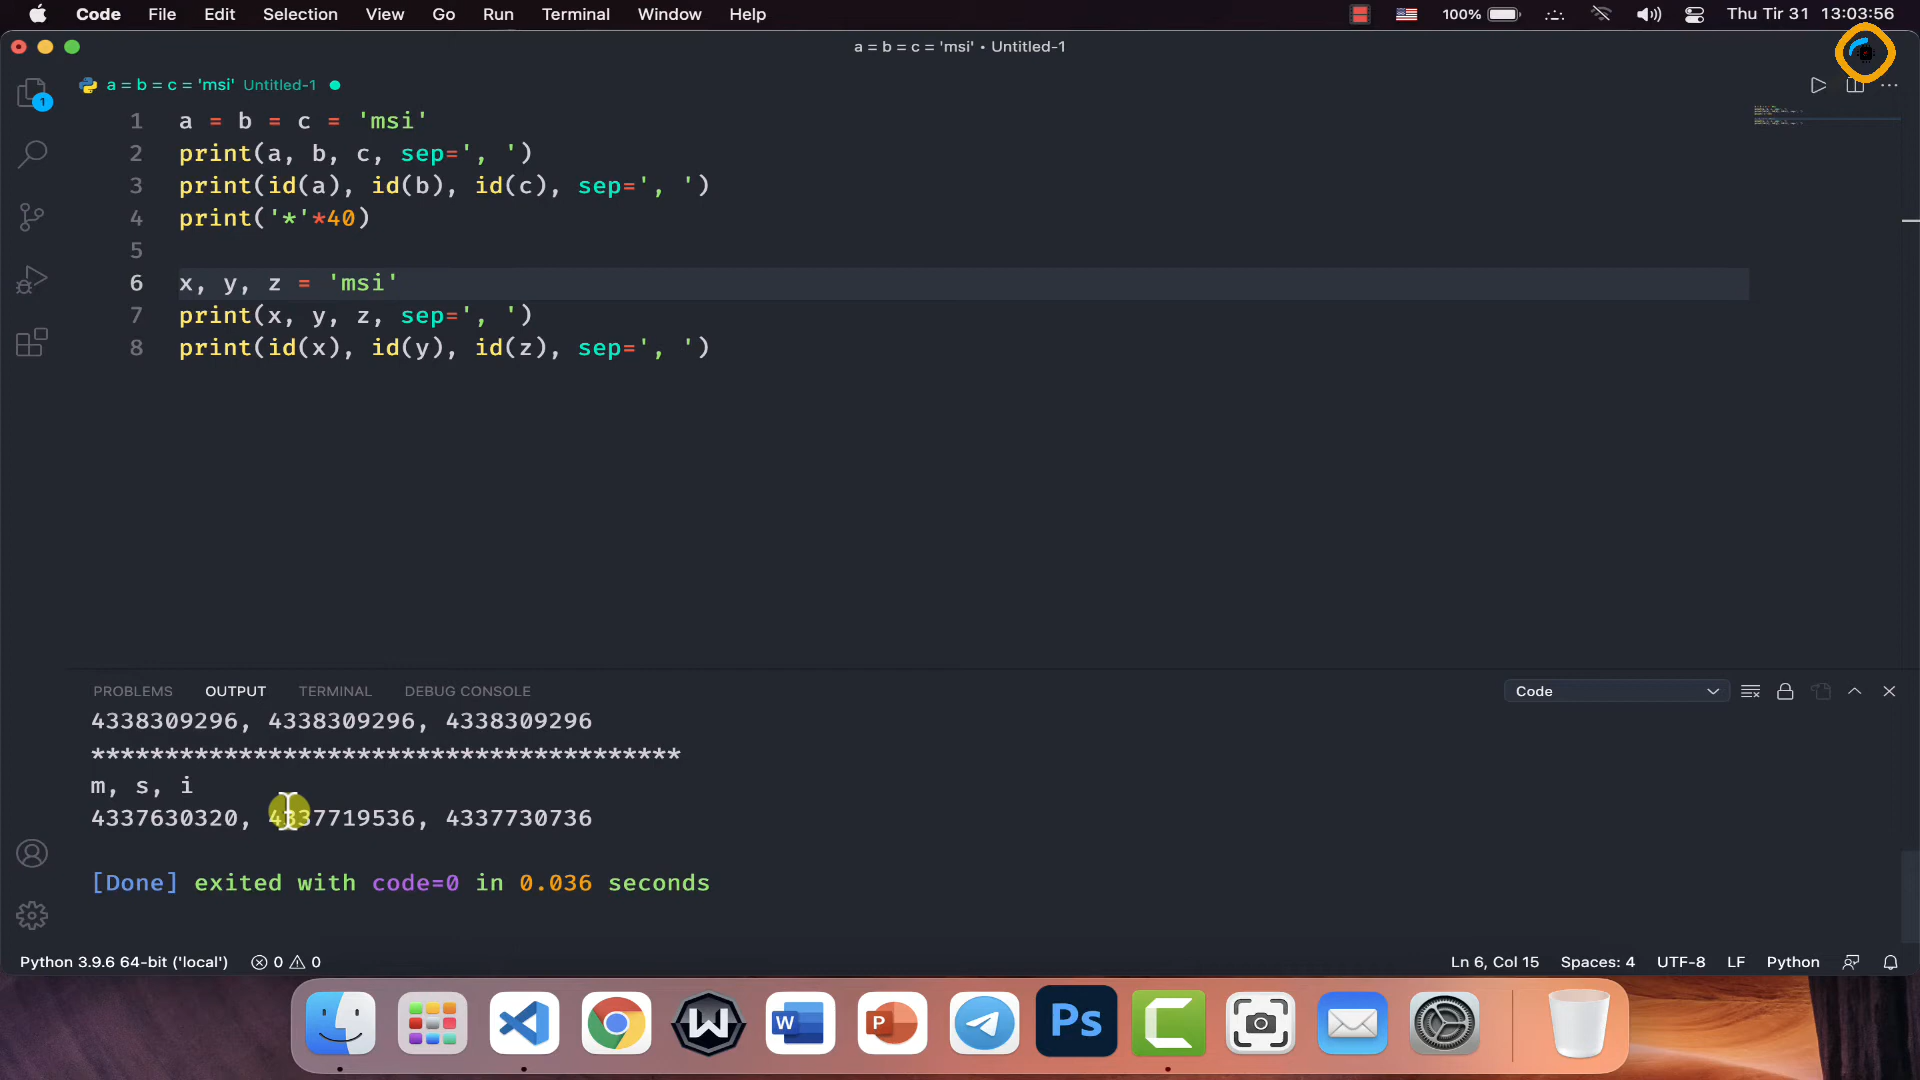 Code File Edit Selection View Go Run Terminal Window Help 100% Thu Tir 31 13:03:56
a = b = c = 'msi' • Untitled-1
a = b = c = 'msi' Untitled-1
1 a = b = c = 'msi'
2 print(a, b, c, sep=', ')
3 print(id(a), id(b), id(c), sep=', ')
4 print('*'*40)
5
6 x, y, z = 'msi'
7 print(x, y, z, sep=', ')
8 print(id(x), id(y), id(z), sep=', ')
1
PROBLEMS OUTPUT TERMINAL DEBUG CONSOLE Code
4338309296, 4338309296, 4338309296
****************************************
m, s, i
4337630320, 4337719536, 4337730736
[Done] exited with code=0 in 0.036 seconds
Python 3.9.6 64-bit ('local') 0 0 Ln 6, Col 15 Spaces: 4 UTF-8 LF Python
W W P Ps C